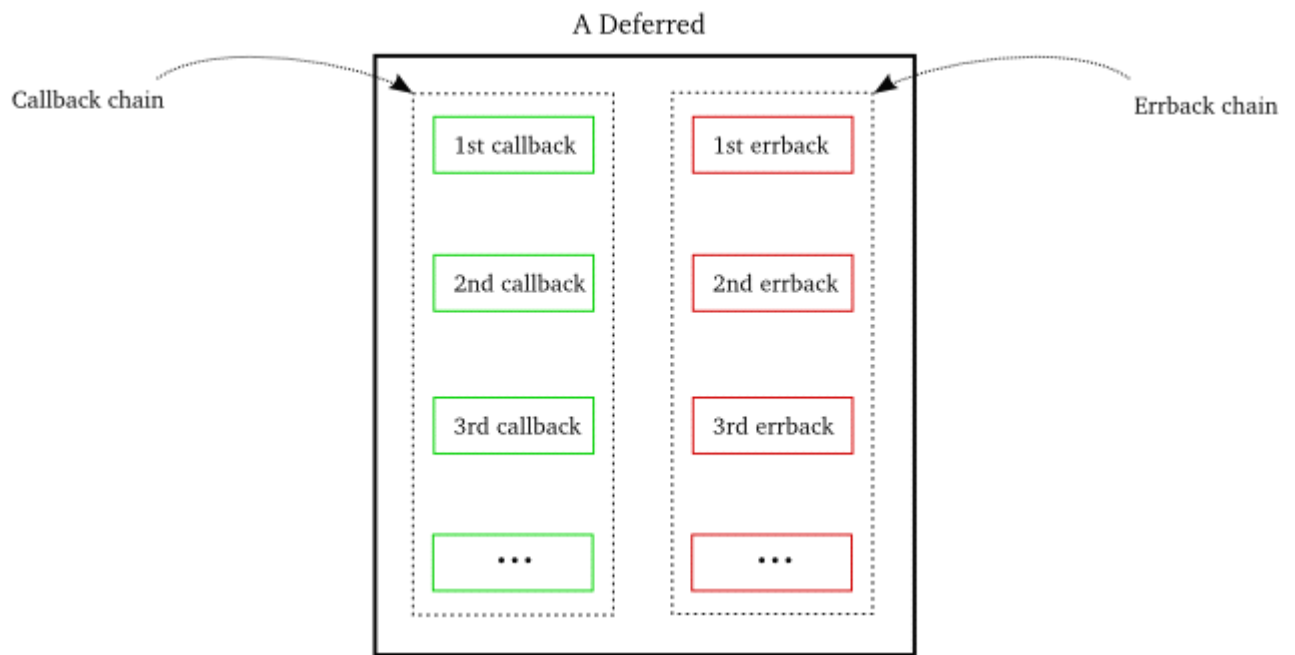 A Deferred
Callback chain
Errback chain
1st callback
1st errback
2nd callback
2nd errback
3rd callback
3rd errback
...
...